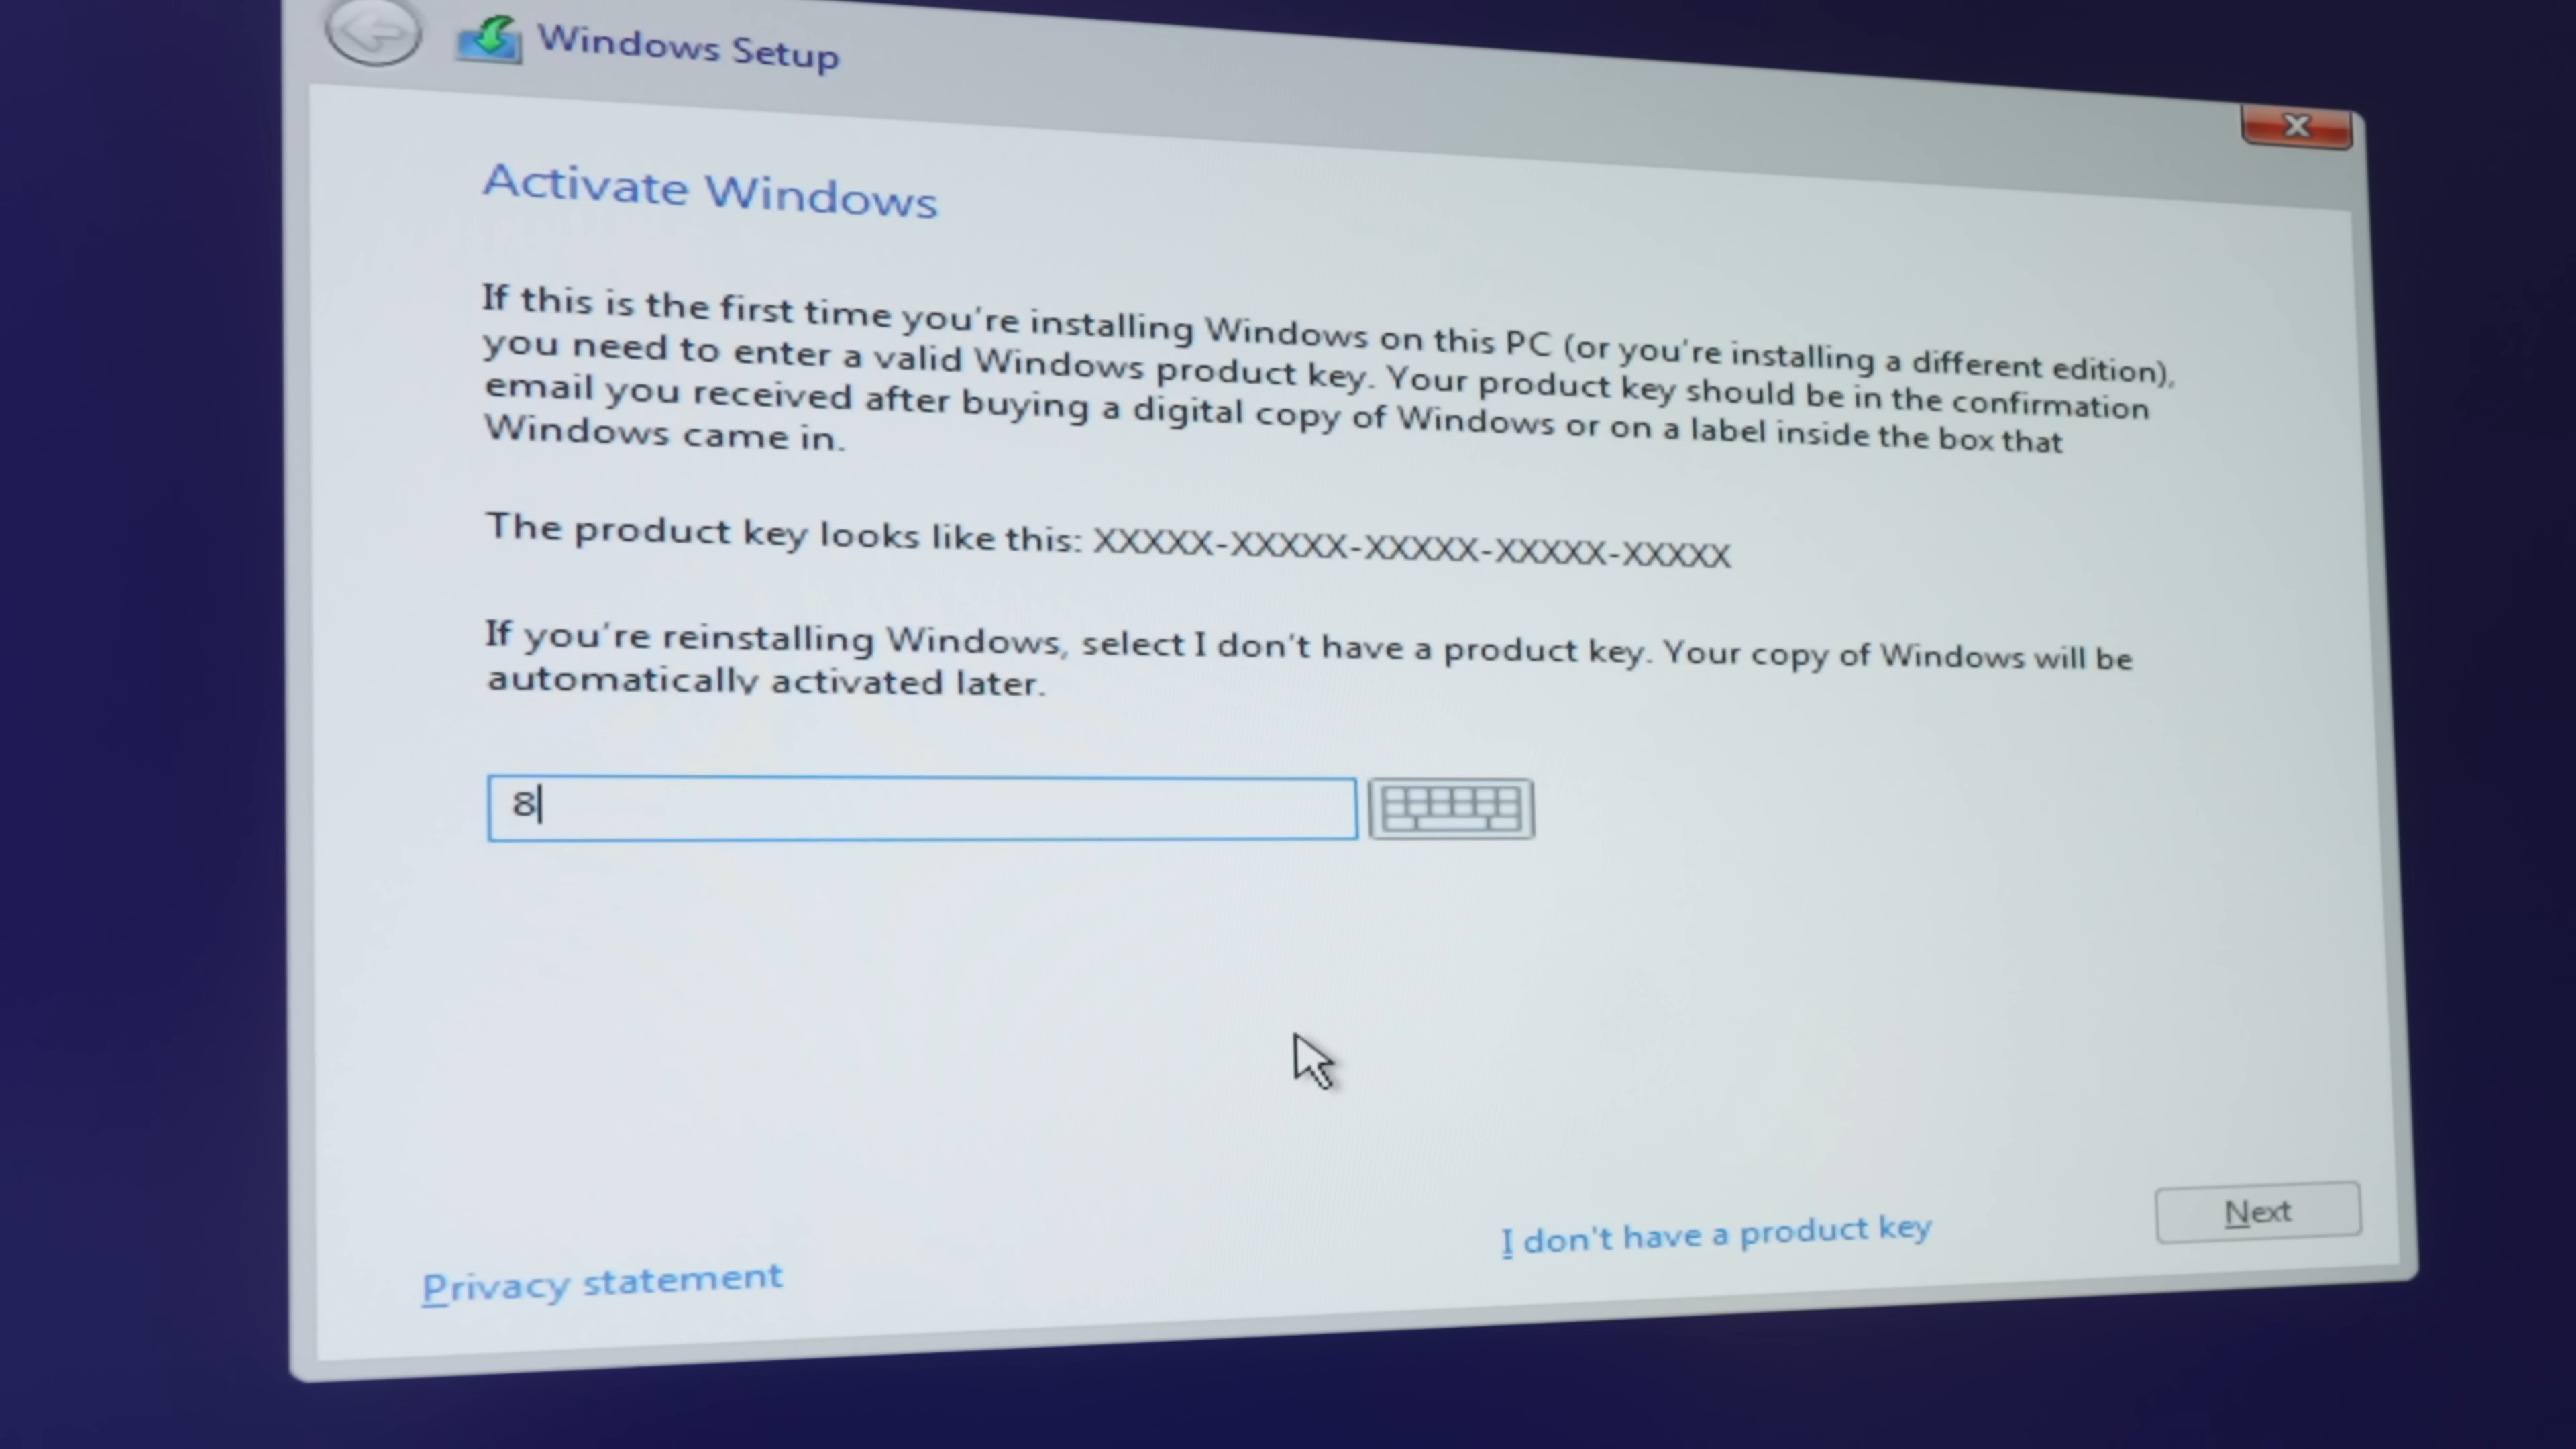 Windows Setup
x
Activate Windows
If this is the first time you're installing Windows on this PC (or you're installing a different edition),
you need to enter a valid Windows product key. Your product key should be in the confirmation
email you received after buying a digital copy of Windows or on a label inside the box that
Windows came in.
The product key looks like this: XXXXX-XXXXX-XXXXX-XXXXX-XXXXX
If you're reinstalling Windows, select I don't have a product key. Your copy of Windows will be
automatically activated later.
8
I don't have a product key
Next
Privacy statement